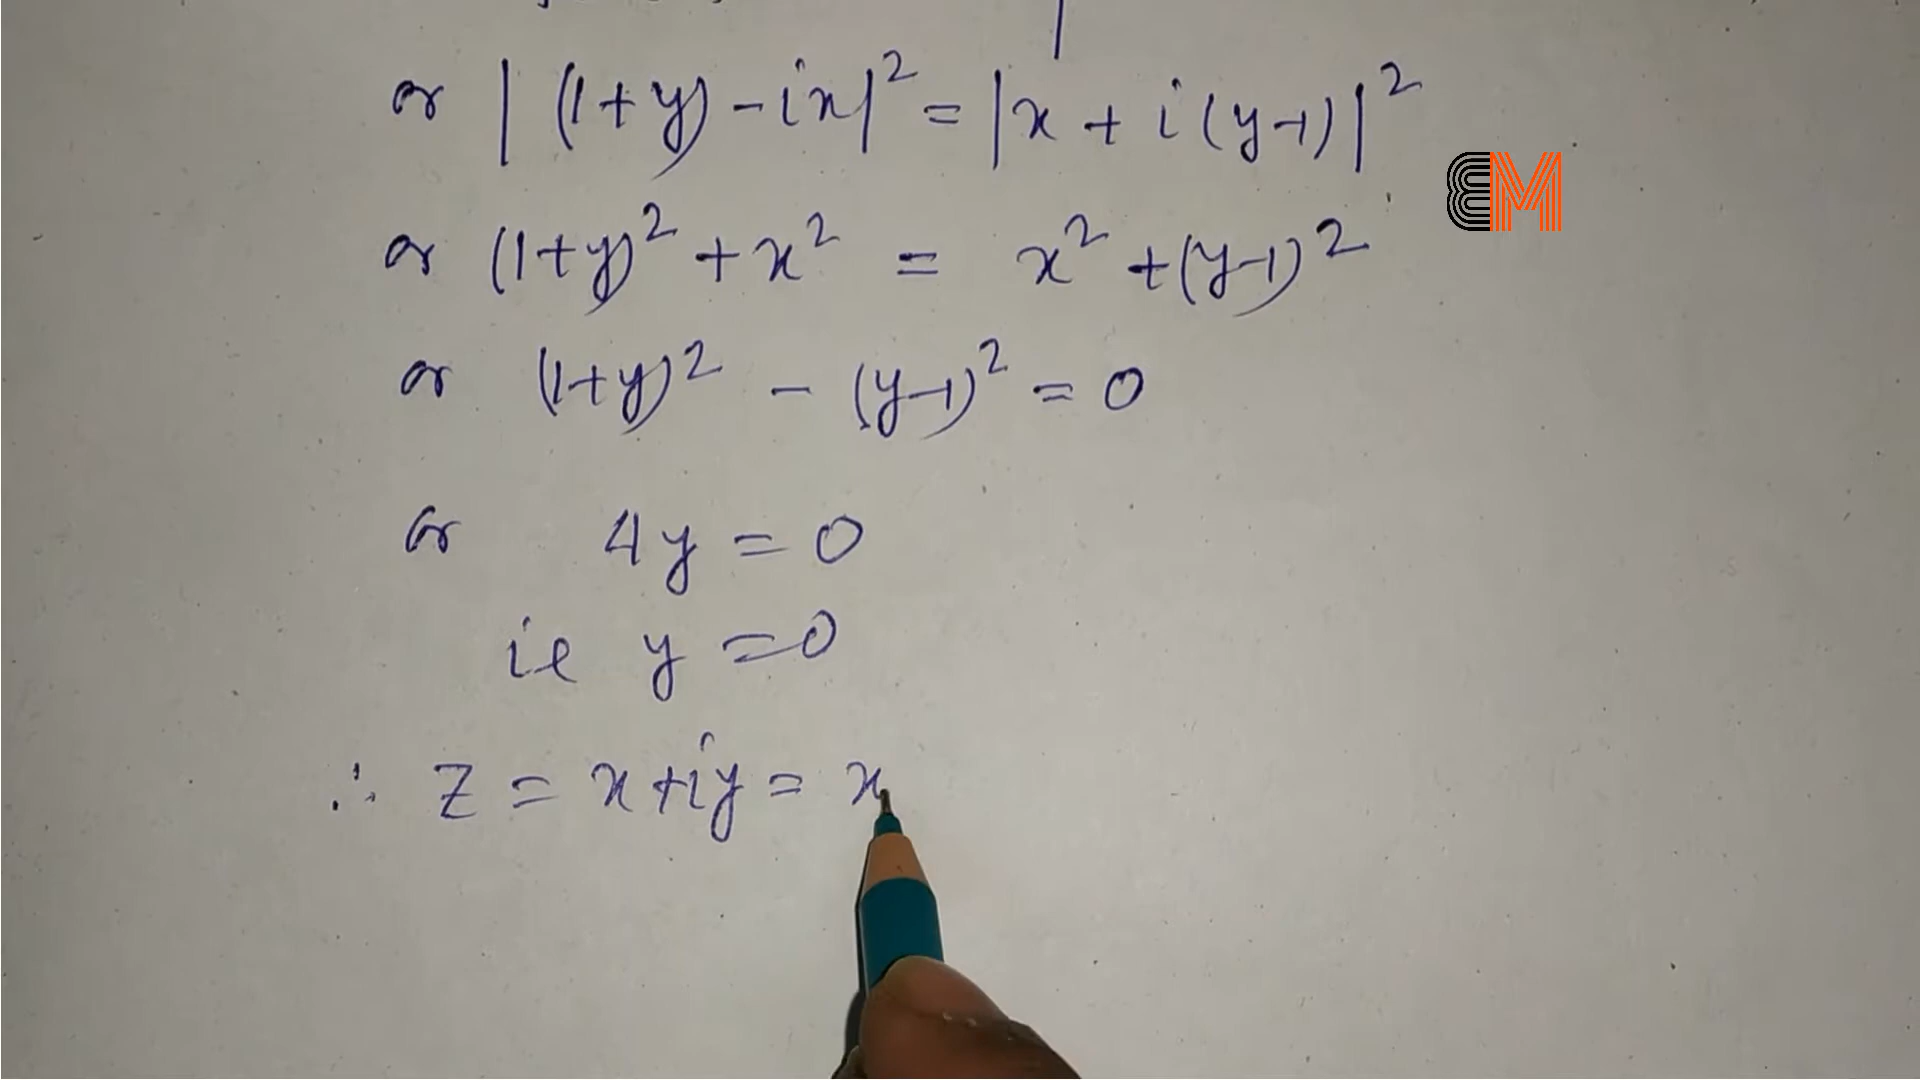 or |(1+y)-ix|² = |x+i(y-1)|²
EM
or (1+y)²+x² = x²+(y-1)²
or (1+y)² - (y-1)² = 0
or 4y = 0
ie y = 0
∴ z = x+iy = x